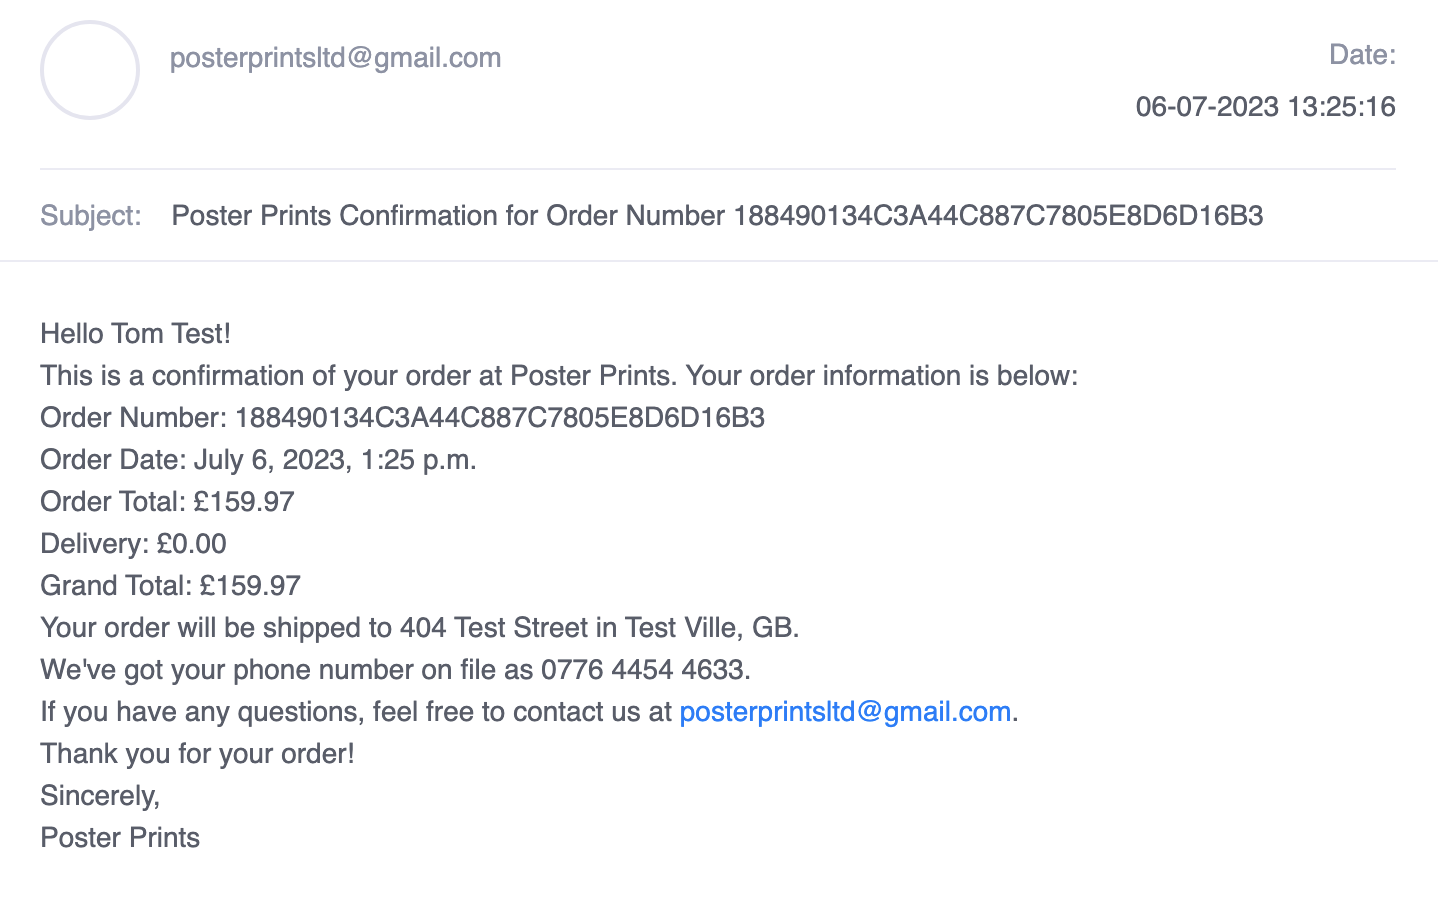 posterprintsltd@gmail.com
Date:
06-07-2023 13:25:16
Subject: Poster Prints Confirmation for Order Number 188490134C3A44C887C7805E8D6D16B3
Hello Tom Test!
This is a confirmation of your order at Poster Prints. Your order information is below:
Order Number: 188490134C3A44C887C7805E8D6D16B3
Order Date: July 6, 2023, 1:25 p.m.
Order Total: £159.97
Delivery: £0.00
Grand Total: £159.97
Your order will be shipped to 404 Test Street in Test Ville, GB.
We've got your phone number on file as 0776 4454 4633.
If you have any questions, feel free to contact us at posterprintsltd@gmail.com.
Thank you for your order!
Sincerely,
Poster Prints